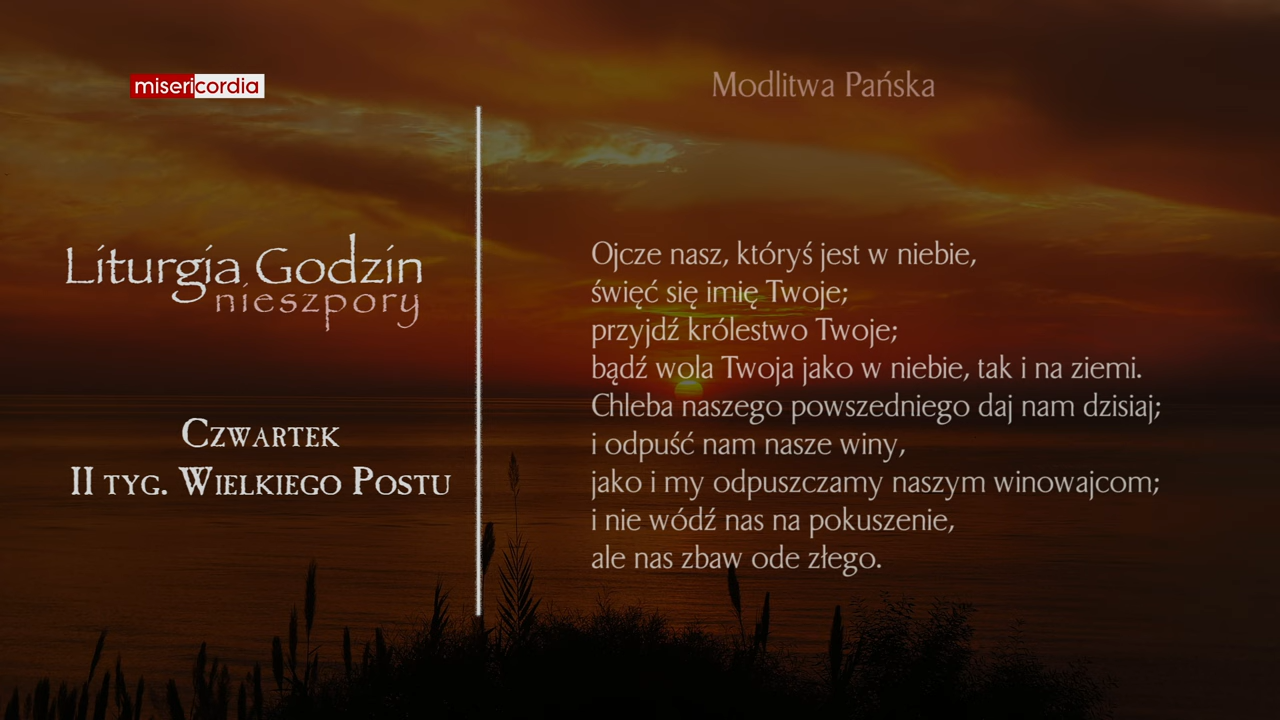 misericordia
Liturgia Godzin
nieszpory
Czwartek
II tyg. Wielkiego Postu
Modlitwa Pańska
Ojcze nasz, któryś jest w niebie,
święć się imię Twoje;
przyjdź królestwo Twoje;
bądź wola Twoja jako w niebie, tak i na ziemi.
Chleba naszego powszedniego daj nam dzisiaj;
i odpuść nam nasze winy,
jako i my odpuszczamy naszym winowajcom;
i nie wódź nas na pokuszenie,
ale nas zbaw ode złego.